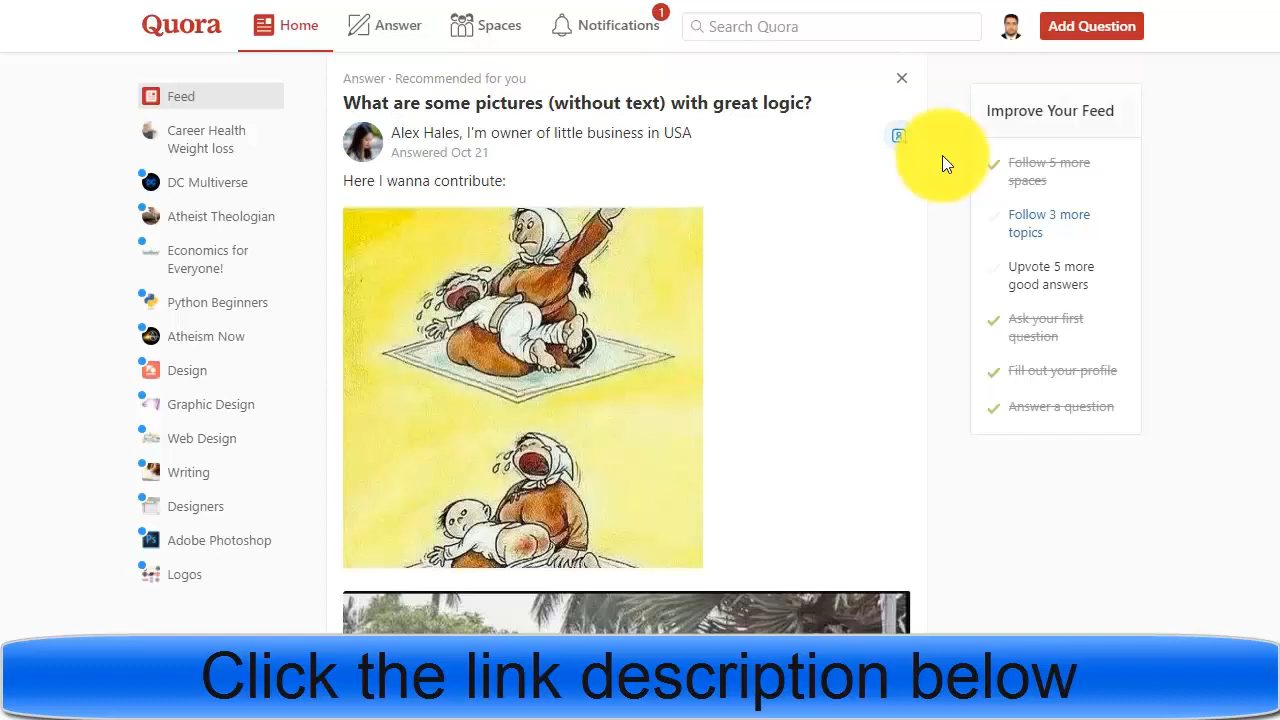 Quora
Home
Answer
Spaces
Notifications
1
Search Quora
Add Question
Feed
Career Health
Weight loss
DC Multiverse
Atheist Theologian
Economics for
Everyone!
Python Beginners
Atheism Now
Design
Graphic Design
Web Design
Writing
Designers
Ps
Adobe Photoshop
Logos
Answer · Recommended for you
What are some pictures (without text) with great logic?
Alex Hales, I'm owner of little business in USA
Answered Oct 21
Here I wanna contribute:
Improve Your Feed
Follow 5 more
spaces
Follow 3 more
topics
Upvote 5 more
good answers
Ask your first
question
Fill out your profile
Answer a question
Click the link description below